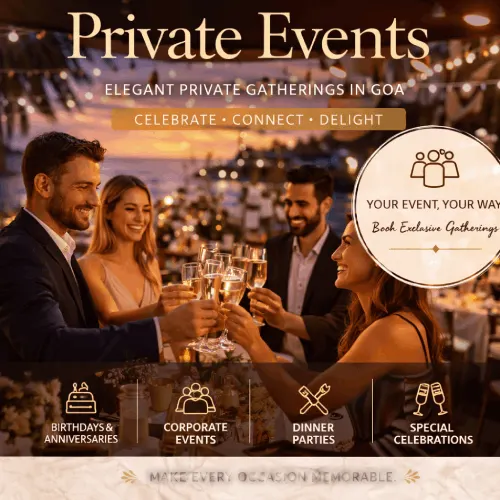 Private Events
ELEGANT PRIVATE GATHERINGS IN GOA
CELEBRATE • CONNECT • DELIGHT
YOUR EVENT, YOUR WAY
Book Exclusive Gatherings
BIRTHDAYS &
ANNIVERSARIES
CORPORATE
EVENTS
DINNER
PARTIES
SPECIAL
CELEBRATIONS
MAKE EVERY OCCASION MEMORABLE.